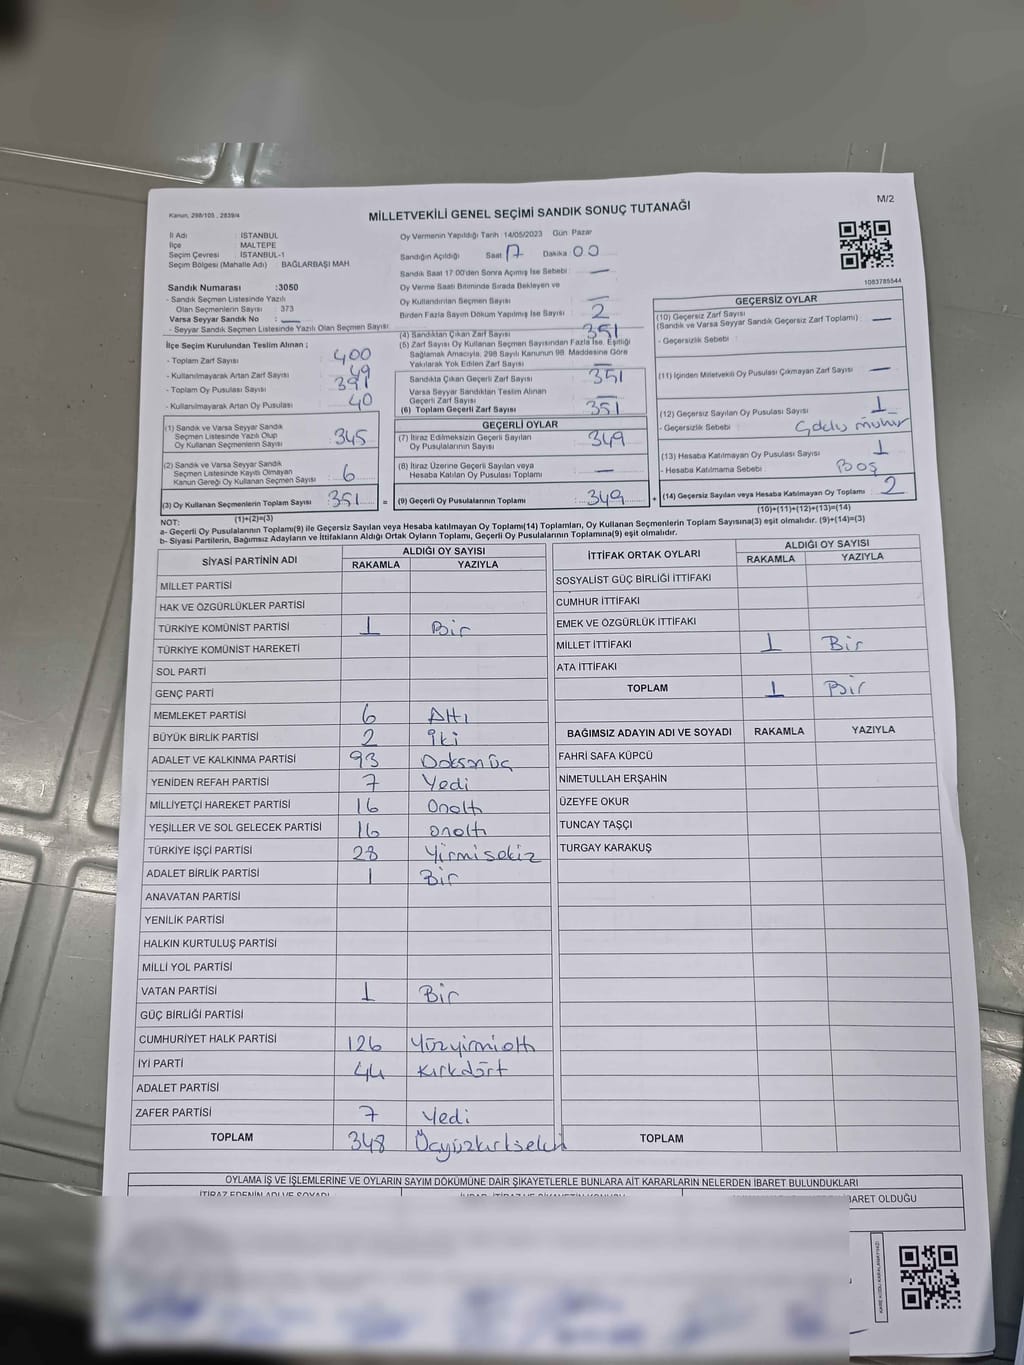 M/2
Kanun, 298/105 , 2839/4
MİLLETVEKİLİ GENEL SEÇİMİ SANDIK SONUÇ TUTANAĞI
1083785544
İl Adı : İSTANBUL
İlçe : MALTEPE
Seçim Çevresi : İSTANBUL-1
Seçim Bölgesi (Mahalle Adı) : BAĞLARBAŞI MAH
Sandık Numarası :3050
- Sandık Seçmen Listesinde Yazılı
Olan Seçmenlerin Sayısı : 373
Varsa Seyyar Sandık No :
- Seyyar Sandık Seçmen Listesinde Yazılı Olan Seçmen Sayısı:
Oy Vermenin Yapıldığı Tarih :14/05/2023 Gün Pazar
Sandığın Açıldığı Saat 17 Dakika 00
Sandık Saat 17.00'den Sonra Açımış İse Sebebi : —
Oy Verme Saati Bitiminde Sırada Bekleyen ve
Oy Kullandırılan Seçmen Sayısı : —
Birden Fazla Sayım Döküm Yapılmış İse Sayısı : 2
İlçe Seçim Kurulundan Teslim Alınan ;
- Toplam Zarf Sayısı : 400
- Kullanılmayarak Artan Zarf Sayısı : 49
- Toplam Oy Pusulası Sayısı : 391
- Kullanılmayarak Artan Oy Pusulası : 40
(1) Sandık ve Varsa Seyyar Sandık
Seçmen Listesinde Yazılı Olup
Oy Kullanan Seçmenlerin Sayısı : 345
(2) Sandık ve Varsa Seyyar Sandık
Seçmen Listesinde Kayıtlı Olmayan
Kanun Gereği Oy Kullanan Seçmen Sayısı : 6
(3) Oy Kullanan Seçmenlerin Toplam Sayısı : 351
(1)+(2)=(3)
(4) Sandıktan Çıkan Zarf Sayısı : 351
(5) Zarf Sayısı Oy Kullanan Seçmen Sayısından Fazla İse, Eşitliği
Sağlamak Amacıyla, 298 Sayılı Kanunun 98. Maddesine Göre
Yakılarak Yok Edilen Zarf Sayısı : —
Sandıkta Çıkan Geçerli Zarf Sayısı : 351
Varsa Seyyar Sandıktan Teslim Alınan
Geçerli Zarf Sayısı : —
(6) Toplam Geçerli Zarf Sayısı : 351
GEÇERLİ OYLAR
(7) İtiraz Edilmeksizin Geçerli Sayılan
Oy Pusulalarının Sayısı : 349
(8) İtiraz Üzerine Geçerli Sayılan veya
Hesaba Katılan Oy Pusulası Toplamı : —
= (9) Geçerli Oy Pusulalarının Toplamı : 349 +
GEÇERSİZ OYLAR
(10) Geçersiz Zarf Sayısı
(Sandık ve Varsa Seyyar Sandık Geçersiz Zarf Toplamı) : —
- Geçersizlik Sebebi :
(11) İçinden Milletvekili Oy Pusulası Çıkmayan Zarf Sayısı : —
(12) Geçersiz Sayılan Oy Pusulası Sayısı : 1
- Geçersizlik Sebebi : mühür
(13) Hesaba Katılmayan Oy Pusulası Sayısı : 1
- Hesaba Katılmama Sebebi : Boş
(14) Geçersiz Sayılan veya Hesaba Katılmayan Oy Toplamı : 2
(10)+(11)+(12)+(13)=(14)
NOT:
a- Geçerli Oy Pusulalarının Toplamı(9) ile Geçersiz Sayılan veya Hesaba katılmayan Oy Toplamı(14) Toplamları, Oy Kullanan Seçmenlerin Toplam Sayısına(3) eşit olmalıdır. (9)+(14)=(3)
b- Siyasi Partilerin, Bağımsız Adayların ve İttifakların Aldığı Ortak Oyların Toplamı, Geçerli Oy Pusulalarının Toplamına(9) eşit olmalıdır.
SİYASİ PARTİNİN ADI ALDIĞI OY SAYISI
RAKAMLA YAZIYLA
MİLLET PARTİSİ
HAK VE ÖZGÜRLÜKLER PARTİSİ
TÜRKİYE KOMÜNİST PARTİSİ 1 Bir
TÜRKİYE KOMÜNİST HAREKETİ
SOL PARTİ
GENÇ PARTİ
MEMLEKET PARTİSİ 6 Altı
BÜYÜK BİRLİK PARTİSİ 2 İki
ADALET VE KALKINMA PARTİSİ 93 Doksanüç
YENİDEN REFAH PARTİSİ 7 Yedi
MİLLİYETÇİ HAREKET PARTİSİ 16 Onaltı
YEŞİLLER VE SOL GELECEK PARTİSİ 16 onaltı
TÜRKİYE İŞÇİ PARTİSİ 28 Yirmisekiz
ADALET BİRLİK PARTİSİ 1 Bir
ANAVATAN PARTİSİ
YENİLİK PARTİSİ
HALKIN KURTULUŞ PARTİSİ
MİLLİ YOL PARTİSİ
VATAN PARTİSİ 1 Bir
GÜÇ BİRLİĞİ PARTİSİ
CUMHURİYET HALK PARTİSİ 126 Yüzyirmialtı
İYİ PARTİ 44 Kırkdört
ADALET PARTİSİ
ZAFER PARTİSİ 7 Yedi
TOPLAM 348 Üçyüzkırksekiz
İTTİFAK ORTAK OYLARI ALDIĞI OY SAYISI
RAKAMLA YAZIYLA
SOSYALİST GÜÇ BİRLİĞİ İTTİFAKI
CUMHUR İTTİFAKI
EMEK VE ÖZGÜRLÜK İTTİFAKI
MİLLET İTTİFAKI 1 Bir
ATA İTTİFAKI
TOPLAM 1 Bir
BAĞIMSIZ ADAYIN ADI VE SOYADI RAKAMLA YAZIYLA
FAHRİ SAFA KÜPCÜ
NİMETULLAH ERŞAHİN
ÜZEYFE OKUR
TUNCAY TAŞÇI
TURGAY KARAKUŞ
TOPLAM
OYLAMA İŞ VE İŞLEMLERİNE VE OYLARIN SAYIM DÖKÜMÜNE DAİR ŞİKAYETLERLE BUNLARA AİT KARARLARIN NELERDEN İBARET BULUNDUKLARI
İTİRAZ EDENİN ADI VE SOYADI
İBARET OLDUĞU